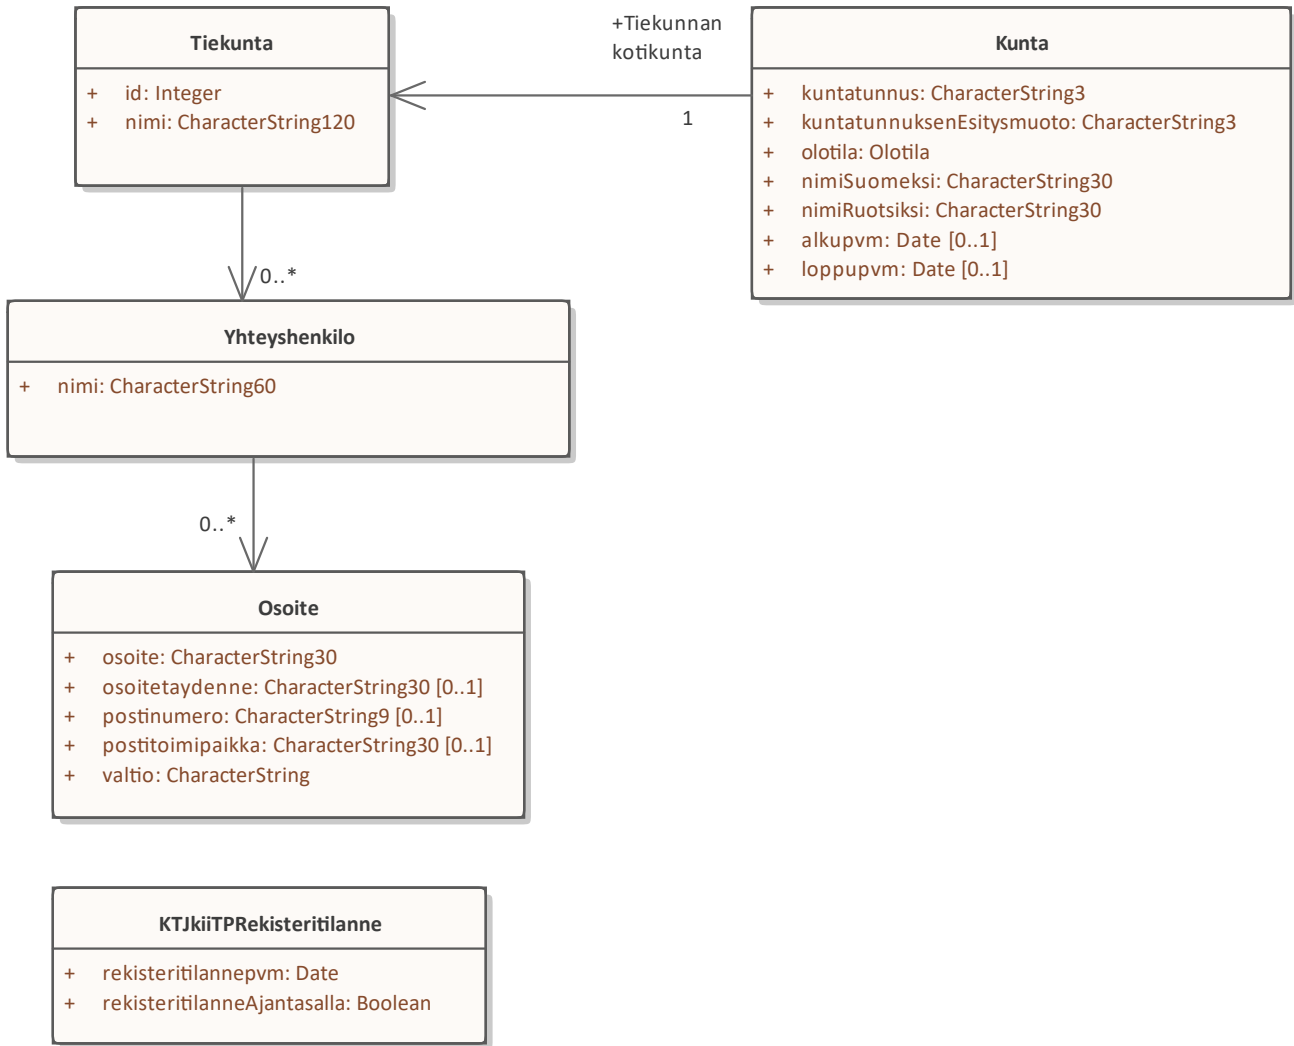 Tiekunta
+ id: Integer
+ nimi: CharacterString120
+Tiekunnan
kotikunta
1
Kunta
+ kuntatunnus: CharacterString3
+ kuntatunnuksenEsitysmuoto: CharacterString3
+ olotila: Olotila
+ nimiSuomeksi: CharacterString30
+ nimiRuotsiksi: CharacterString30
+ alkupvm: Date [0..1]
+ loppupvm: Date [0..1]
0..*
Yhteyshenkilo
+ nimi: CharacterString60
0..*
Osoite
+ osoite: CharacterString30
+ osoitetaydenne: CharacterString30 [0..1]
+ postinumero: CharacterString9 [0..1]
+ postitoimipaikka: CharacterString30 [0..1]
+ valtio: CharacterString
KTJkiiTPRekisteritilanne
+ rekisteritilannepvm: Date
+ rekisteritilanneAjantasalla: Boolean